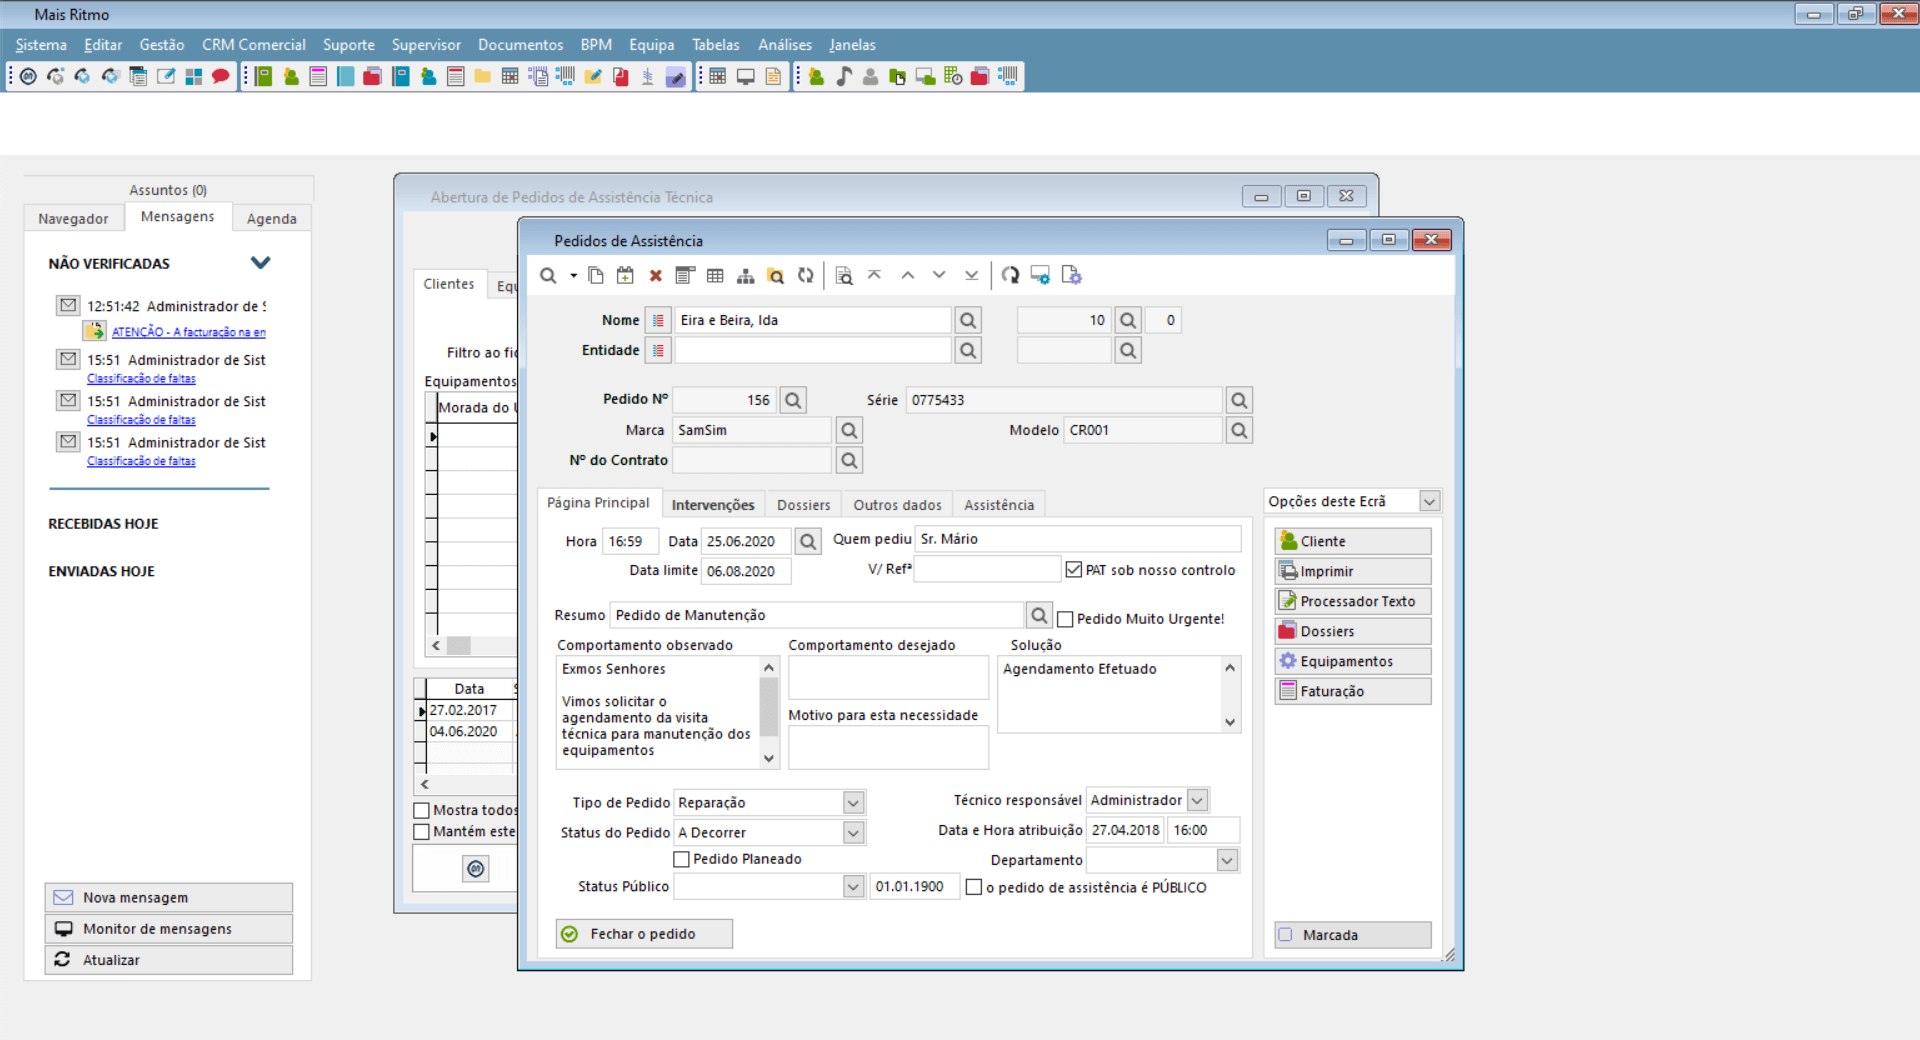 Mais Ritmo
Sistema Editar Gestão CRM Comercial Suporte Supervisor Documentos BPM Equipa Tabelas Análises Janelas
Assuntos (0)
Navegador Mensagens Agenda
NÃO VERIFICADAS
12:51:42 Administrador de S
ATENÇÃO - A facturação na en
15:51 Administrador de Sist
Classificação de faltas
15:51 Administrador de Sist
Classificação de faltas
15:51 Administrador de Sist
Classificação de faltas
RECEBIDAS HOJE
ENVIADAS HOJE
Nova mensagem
Monitor de mensagens
Atualizar
Abertura de Pedidos de Assistência Técnica
Clientes Equ
Filtro ao fic
Equipamentos
Morada do U
Data
27.02.2017
04.06.2020
Mostra todos
Mantém este
Pedidos de Assistência
Nome Eira e Beira, lda 10 0
Entidade
Pedido Nº 156 Série 0775433
Marca SamSim Modelo CR001
Nº do Contrato
Página Principal Intervenções Dossiers Outros dados Assistência
Hora 16:59 Data 25.06.2020 Quem pediu Sr. Mário
Data limite 06.08.2020 V/ Refª PAT sob nosso controlo
Resumo Pedido de Manutenção Pedido Muito Urgente!
Comportamento observado Comportamento desejado Solução
Exmos Senhores Agendamento Efetuado
Vimos solicitar o
agendamento da visita
técnica para manutenção dos
equipamentos
Motivo para esta necessidade
Tipo de Pedido Reparação Técnico responsável Administrador
Status do Pedido A Decorrer Data e Hora atribuição 27.04.2018 16:00
Pedido Planeado Departamento
Status Público 01.01.1900 o pedido de assistência é PÚBLICO
Fechar o pedido
Opções deste Ecrã
Cliente
Imprimir
Processador Texto
Dossiers
Equipamentos
Faturação
Marcada